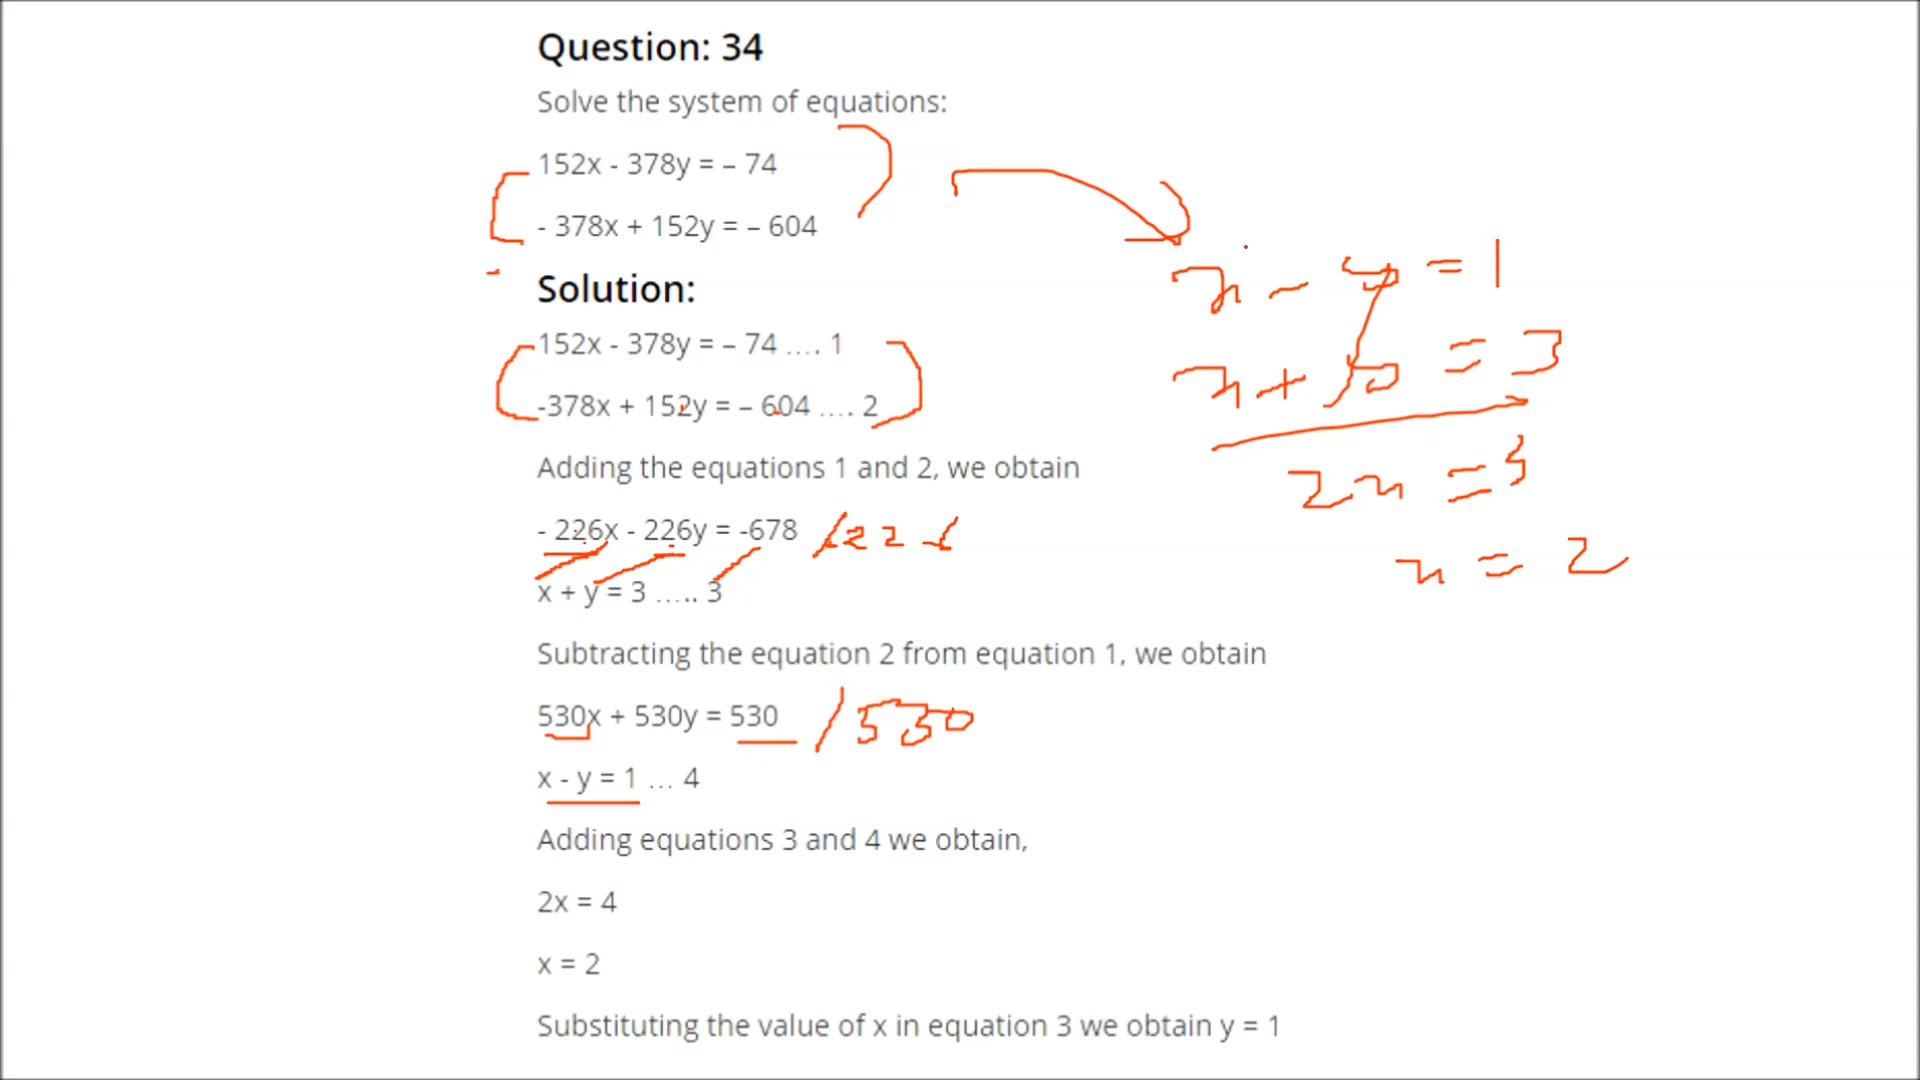 Question: 34
Solve the system of equations:
152x - 378y = – 74
- 378x + 152y = – 604
Solution:
152x - 378y = – 74 .... 1
-378x + 152y = – 604 .... 2
Adding the equations 1 and 2, we obtain
- 226x - 226y = -678 /226
x + y = 3 ..... 3
Subtracting the equation 2 from equation 1, we obtain
530x + 530y = 530 /530
x - y = 1 ... 4
Adding equations 3 and 4 we obtain,
2x = 4
x = 2
Substituting the value of x in equation 3 we obtain y = 1
x - y = 1
x + y = 3
2x =
x = 2